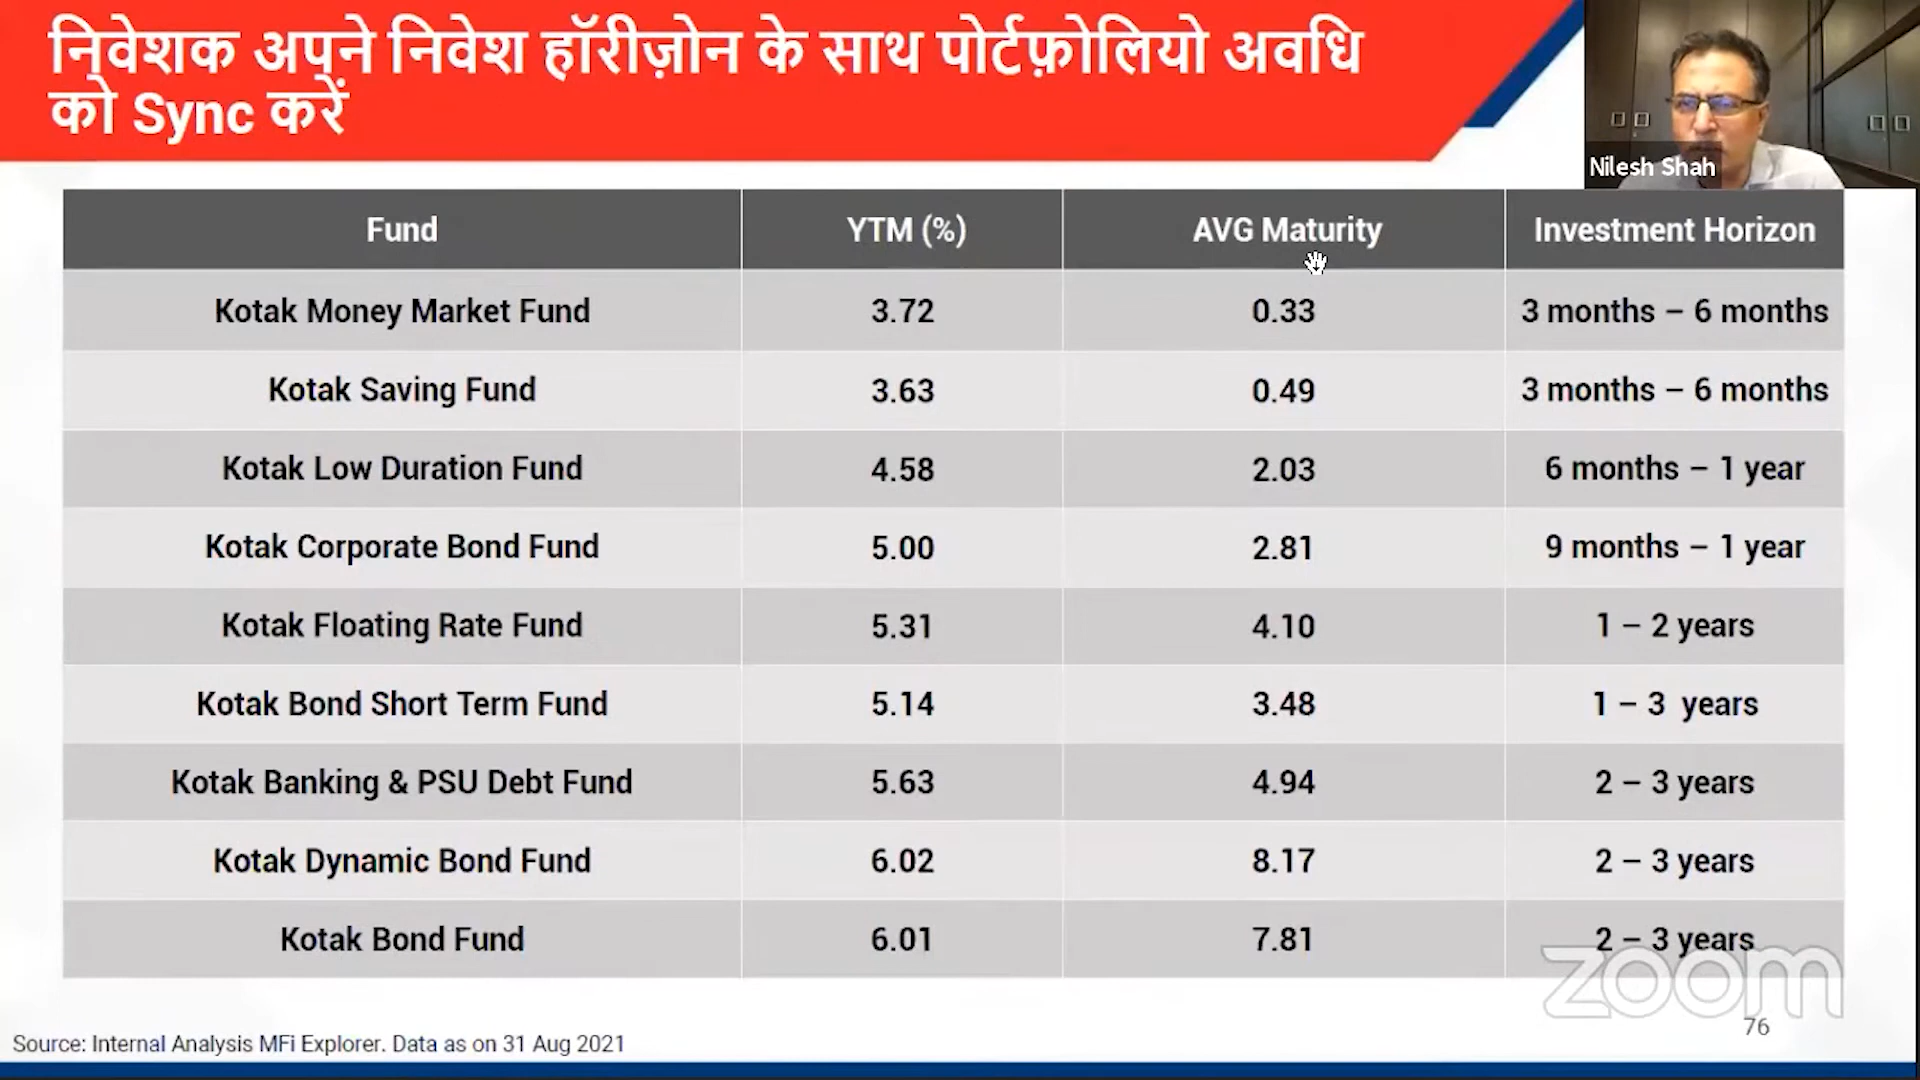 निवेशक अपने निवेश हॉरीज़ोन के साथ पोर्टफ़ोलियो अवधि
को Sync करें
Nilesh Shah
Fund YTM (%) AVG Maturity Investment Horizon
Kotak Money Market Fund 3.72 0.33 3 months – 6 months
Kotak Saving Fund 3.63 0.49 3 months – 6 months
Kotak Low Duration Fund 4.58 2.03 6 months – 1 year
Kotak Corporate Bond Fund 5.00 2.81 9 months – 1 year
Kotak Floating Rate Fund 5.31 4.10 1 – 2 years
Kotak Bond Short Term Fund 5.14 3.48 1 – 3 years
Kotak Banking & PSU Debt Fund 5.63 4.94 2 – 3 years
Kotak Dynamic Bond Fund 6.02 8.17 2 – 3 years
Kotak Bond Fund 6.01 7.81 2 – 3 years
zoom
76
Source: Internal Analysis MFi Explorer. Data as on 31 Aug 2021